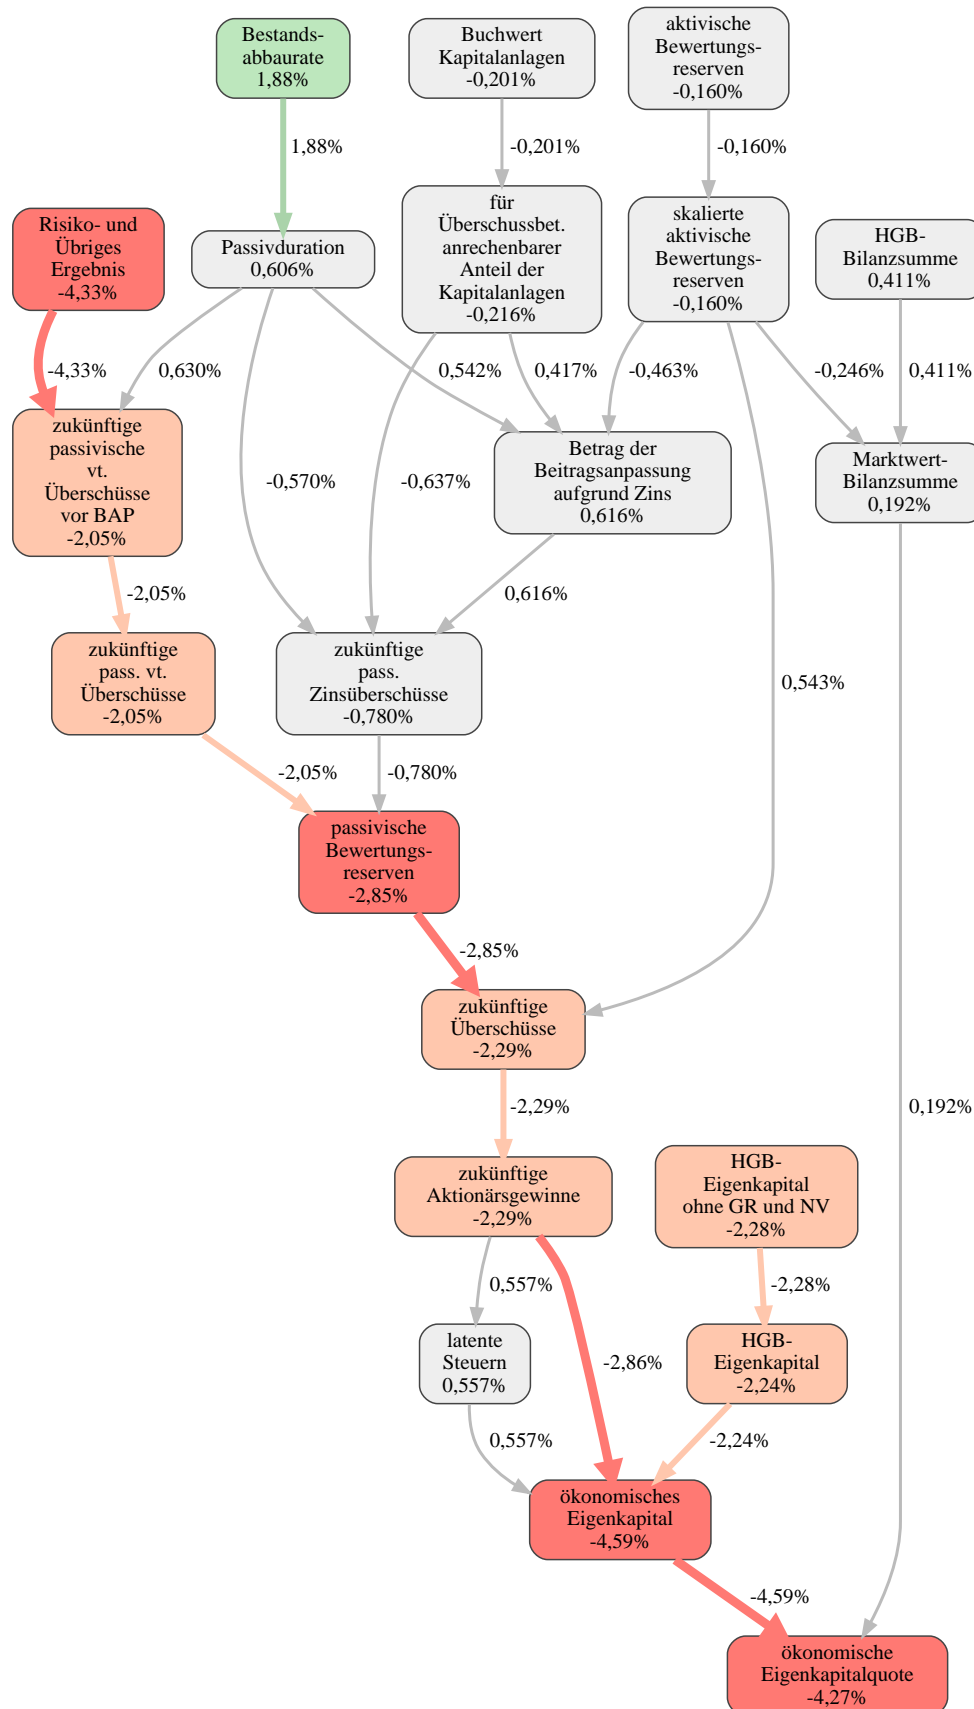 Bestands-
abbaurate
1,88%
Buchwert
Kapitalanlagen
-0,201%
aktivische
Bewertungs-
reserven
-0,160%
1,88%
-0,201%
-0,160%
Risiko- und
Übriges
Ergebnis
-4,33%
Passivduration
0,606%
für
Überschussbet.
anrechenbarer
Anteil der
Kapitalanlagen
-0,216%
skalierte
aktivische
Bewertungs-
reserven
-0,160%
HGB-
Bilanzsumme
0,411%
-4,33%
0,630%
0,542%
0,417%
-0,463%
-0,246%
0,411%
zukünftige
passivische
vt.
Überschüsse
vor BAP
-2,05%
-0,570%
-0,637%
Betrag der
Beitragsanpassung
aufgrund Zins
0,616%
Marktwert-
Bilanzsumme
0,192%
-2,05%
0,616%
zukünftige
pass. vt.
Überschüsse
-2,05%
zukünftige
pass.
Zinsüberschüsse
-0,780%
0,543%
-2,05%
-0,780%
passivische
Bewertungs-
reserven
-2,85%
-2,85%
zukünftige
Überschüsse
-2,29%
-2,29%
0,192%
zukünftige
Aktionärsgewinne
-2,29%
HGB-
Eigenkapital
ohne GR und NV
-2,28%
0,557%
-2,28%
latente
Steuern
0,557%
-2,86%
HGB-
Eigenkapital
-2,24%
0,557%
-2,24%
ökonomisches
Eigenkapital
-4,59%
-4,59%
ökonomische
Eigenkapitalquote
-4,27%